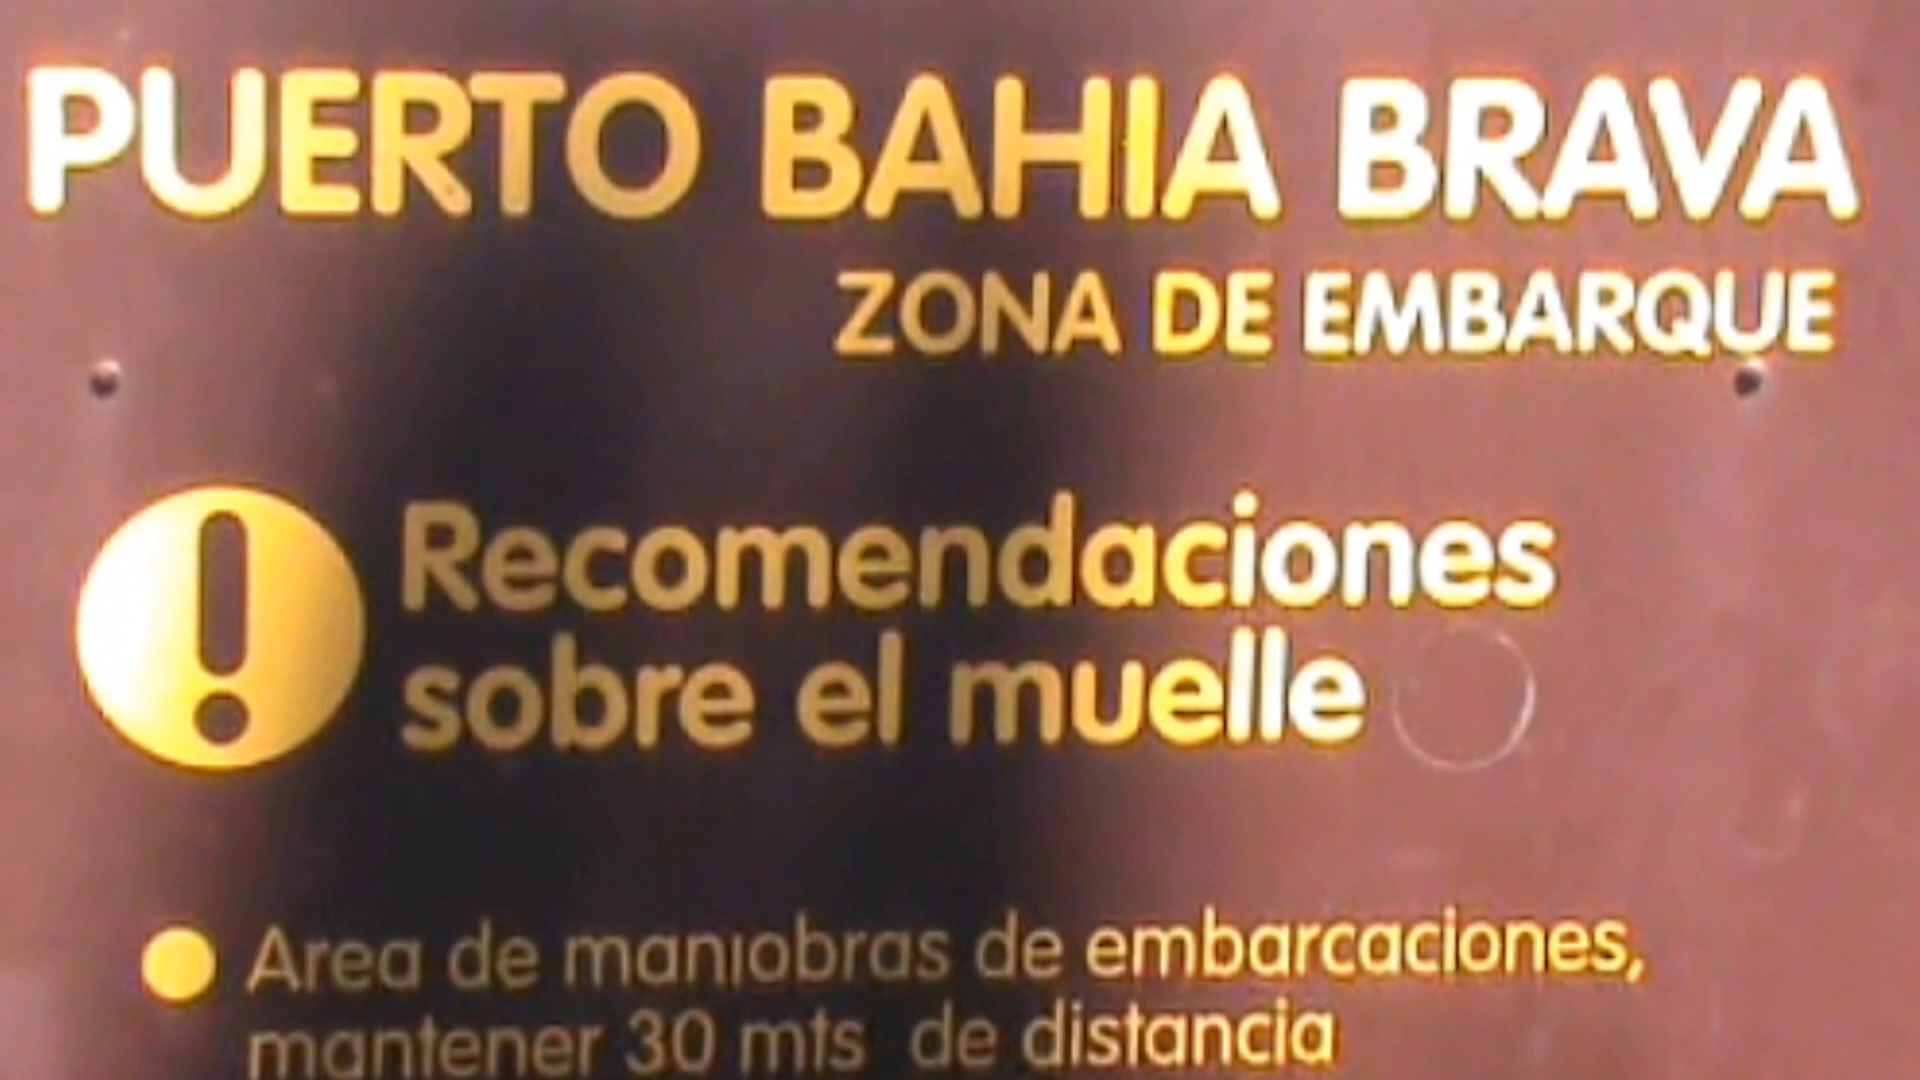 PUERTO BAHIA BRAVA
ZONA DE EMBARQUE
Recomendaciones
sobre el muelle
Area de maniobras de embarcaciones,
mantener 30 mts de distancia